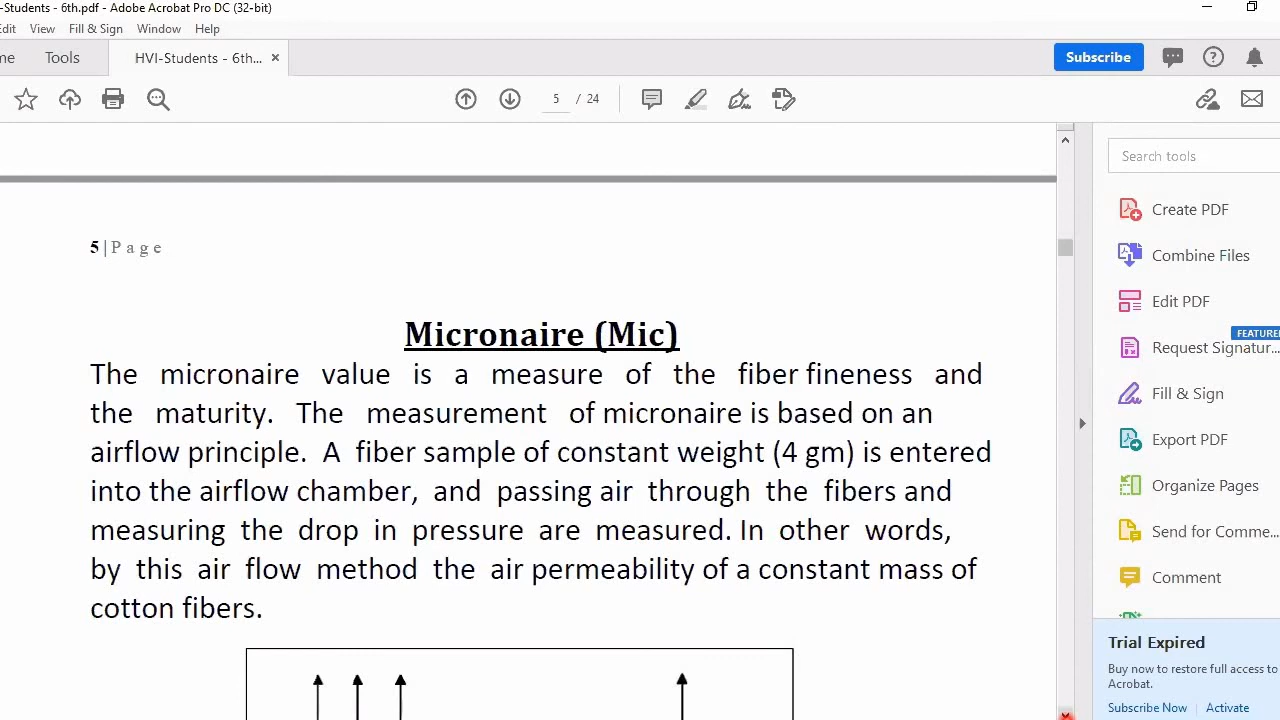 -Students - 6th.pdf - Adobe Acrobat Pro DC (32-bit)
Edit View Fill & Sign Window Help
me Tools HVI-Students - 6th... × Subscribe
5 / 24
Search tools
Create PDF
5 | P a g e
Combine Files
Edit PDF
FEATURE
Micronaire (Mic)
Request Signatur...
The micronaire value is a measure of the fiber fineness and
Fill & Sign
the maturity. The measurement of micronaire is based on an
Export PDF
airflow principle. A fiber sample of constant weight (4 gm) is entered
Organize Pages
into the airflow chamber, and passing air through the fibers and
measuring the drop in pressure are measured. In other words,
Send for Comme...
by this air flow method the air permeability of a constant mass of
Comment
cotton fibers.
Trial Expired
Buy now to restore full access to
Acrobat.
Subscribe Now Activate